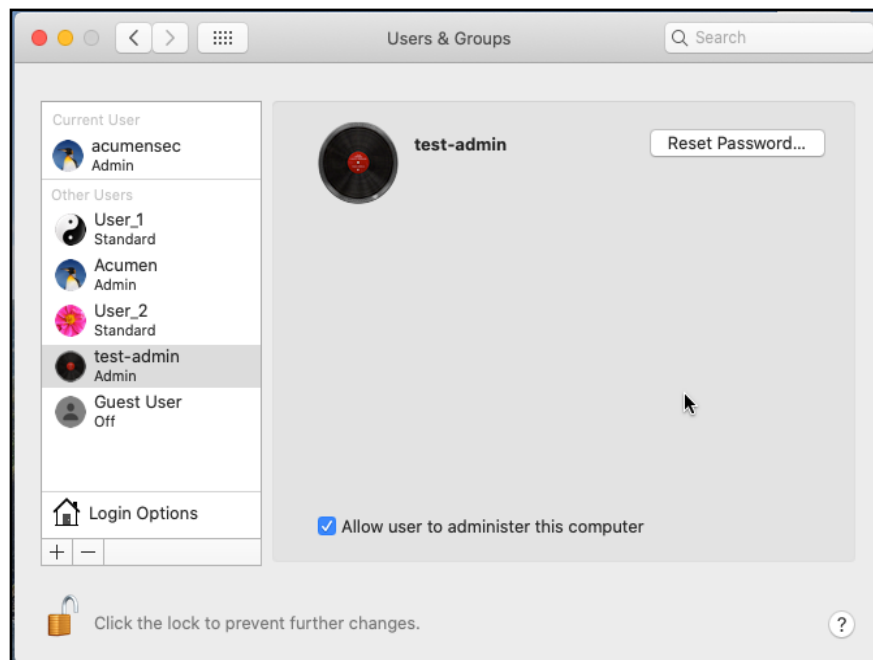 Users & Groups
Search
Current User
acumensec
Admin
Other Users
User_1
Standard
Acumen
Admin
User_2
Standard
test-admin
Admin
Guest User
Off
Login Options
+ −
test-admin
Reset Password...
Allow user to administer this computer
Click the lock to prevent further changes.
?